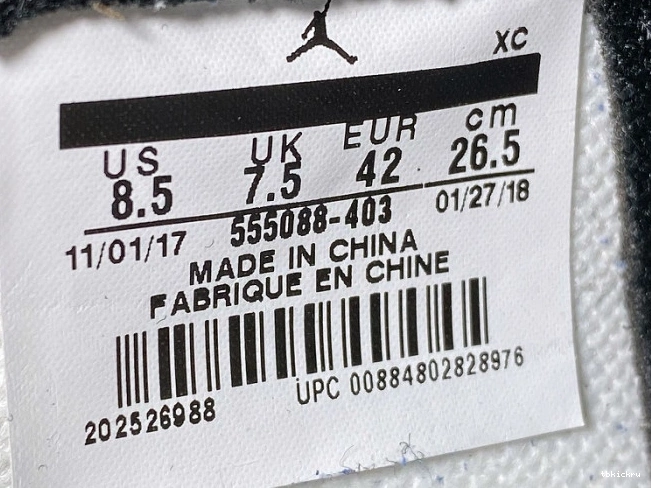 XC
US UK EUR cm
8.5 7.5 42 26.5
11/01/17 555088-403 01/27/18
MADE IN CHINA
FABRIQUE EN CHINE
202526988 UPC 00884802828976
tbkickru